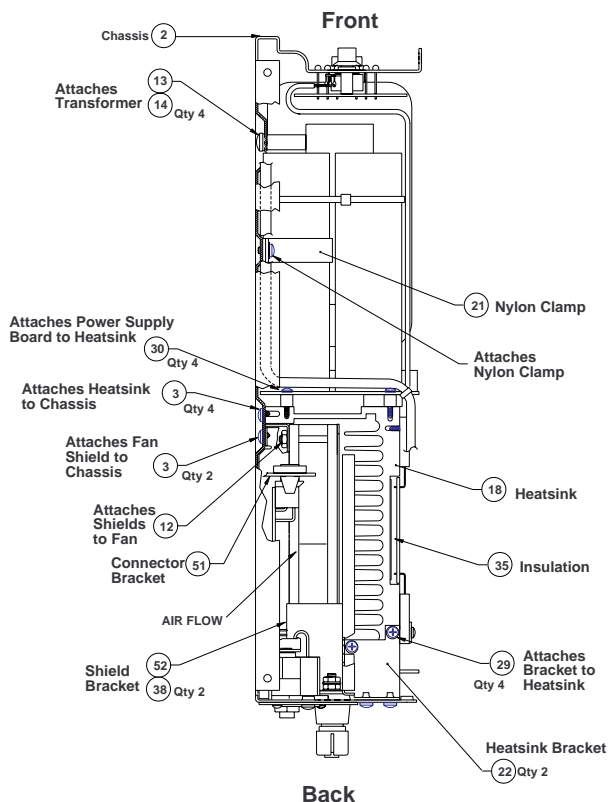 Front
Chassis 2
13
Attaches
Transformer
14 Qty 4
21 Nylon Clamp
Attaches Power Supply
Board to Heatsink
30 Qty 4
Attaches
Nylon Clamp
Attaches Heatsink
to Chassis
3
Qty 4
Attaches Fan
Shield to
Chassis
3
Qty 2
18 Heatsink
Attaches
Shields
to Fan
12
Connector
Bracket
51
35 Insulation
AIR FLOW
52
Shield
Bracket
38 Qty 2
29
Qty 4
Attaches
Bracket to
Heatsink
Heatsink Bracket
22 Qty 2
Back